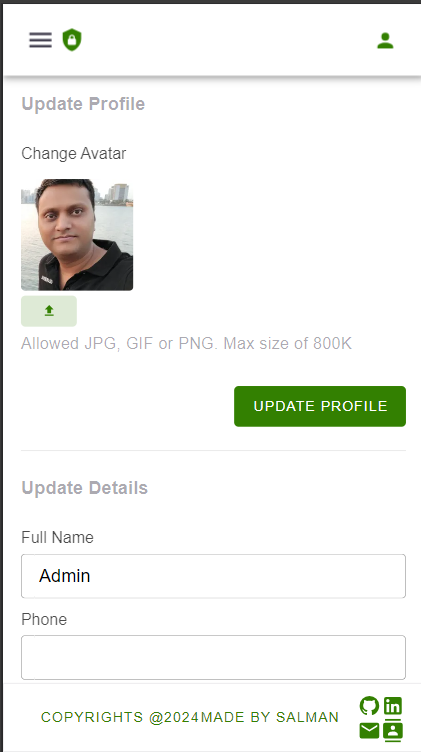 Update Profile
Change Avatar
Allowed JPG, GIF or PNG. Max size of 800K
UPDATE PROFILE
Update Details
Full Name
Admin
Phone
COPYRIGHTS @2024MADE BY SALMAN
in